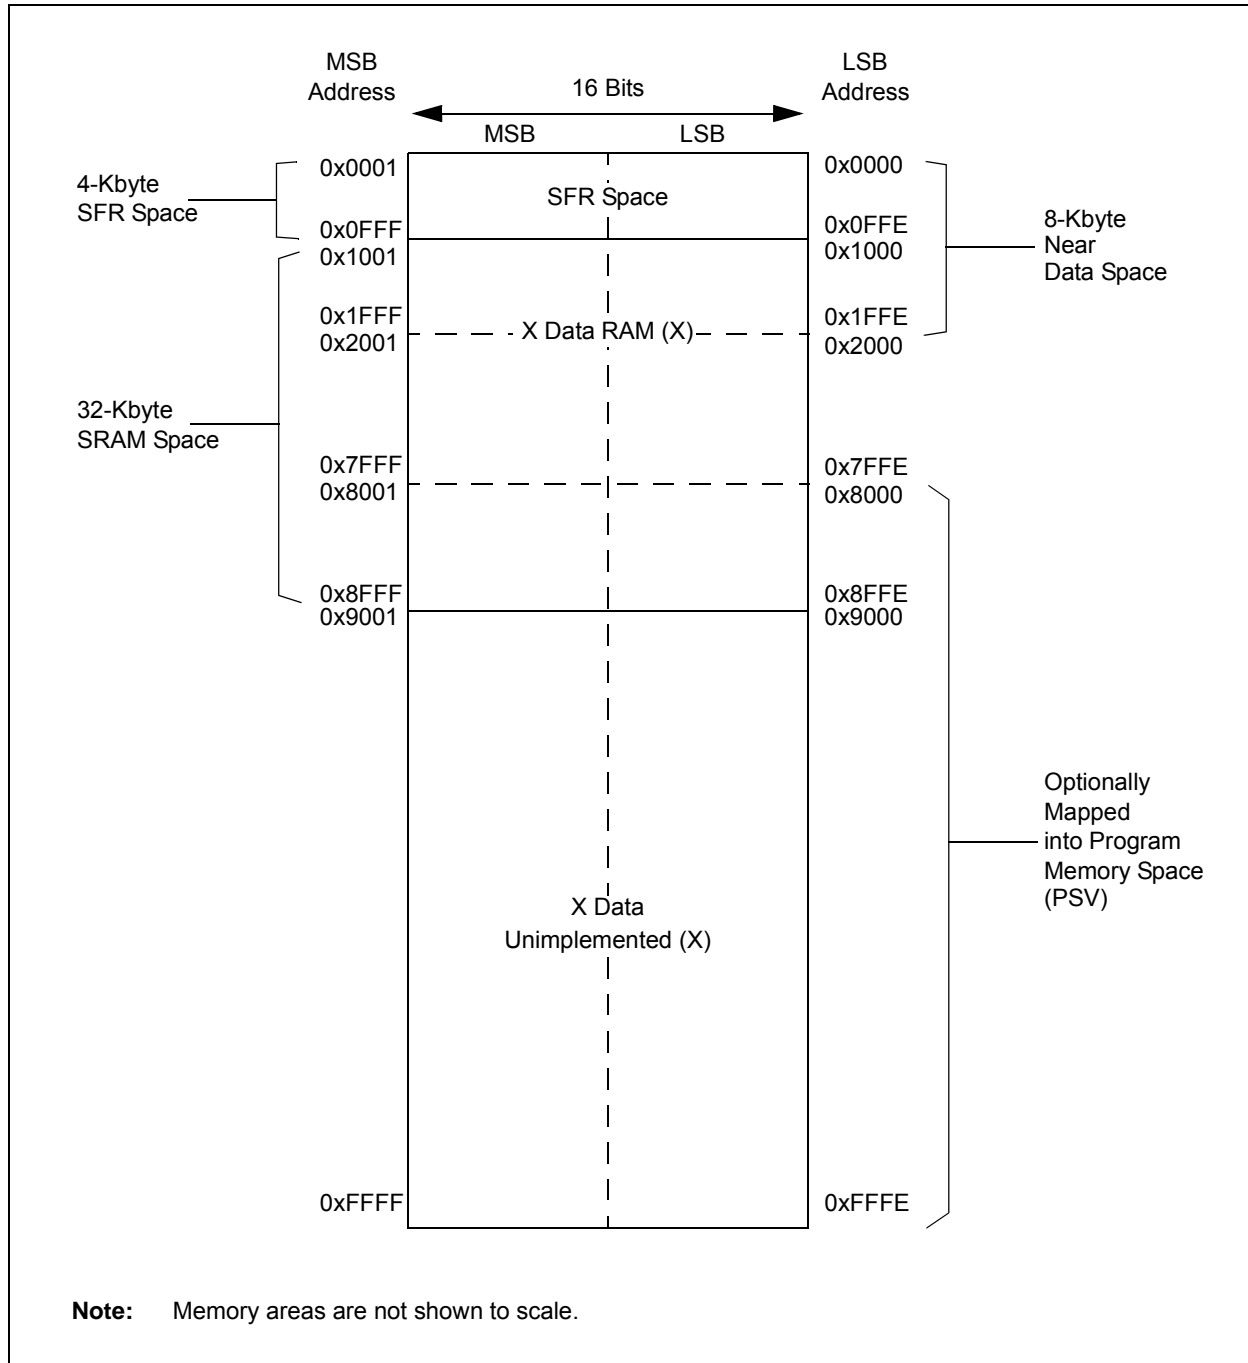 MSB
Address
16 Bits
LSB
Address
MSB
LSB
0x0001
0x0000
4-Kbyte
SFR Space
SFR Space
0x0FFF
0x0FFE
0x1001
0x1000
8-Kbyte
Near
Data Space
0x1FFF
0x1FFE
X Data RAM (X)
0x2001
0x2000
32-Kbyte
SRAM Space
0x7FFF
0x7FFE
0x8001
0x8000
0x8FFF
0x8FFE
0x9001
0x9000
Optionally
Mapped
into Program
Memory Space
(PSV)
X Data
Unimplemented (X)
0xFFFF
0xFFFE
Note: Memory areas are not shown to scale.